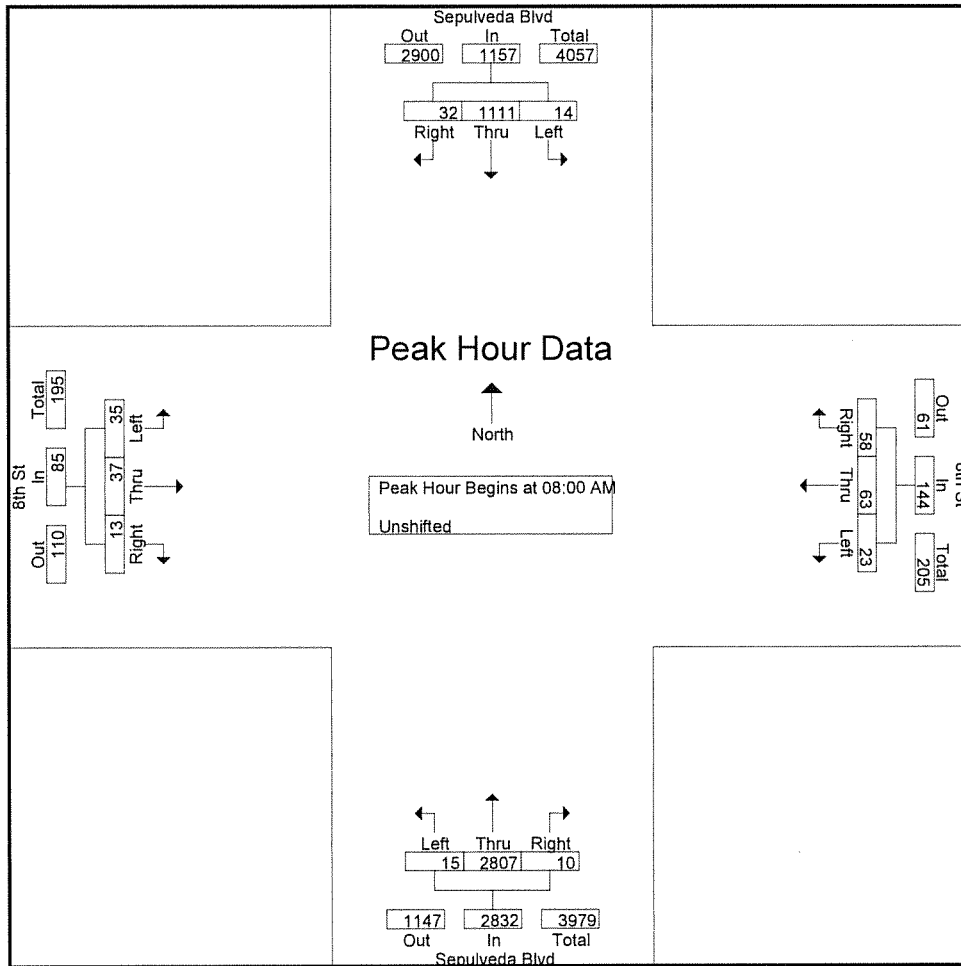 Sepulveda Blvd
Out In Total
2900 1157 4057
32 1111 14
Right Thru Left
Peak Hour Data
North
Peak Hour Begins at 08:00 AM
Unshifted
8th St
Out In Total
110 85 195
13 37 35
Right Thru Left
8th St
Out In Total
61 144 205
58 63 23
Right Thru Left
Left Thru Right
15 2807 10
1147 2832 3979
Out In Total
Sepulveda Blvd